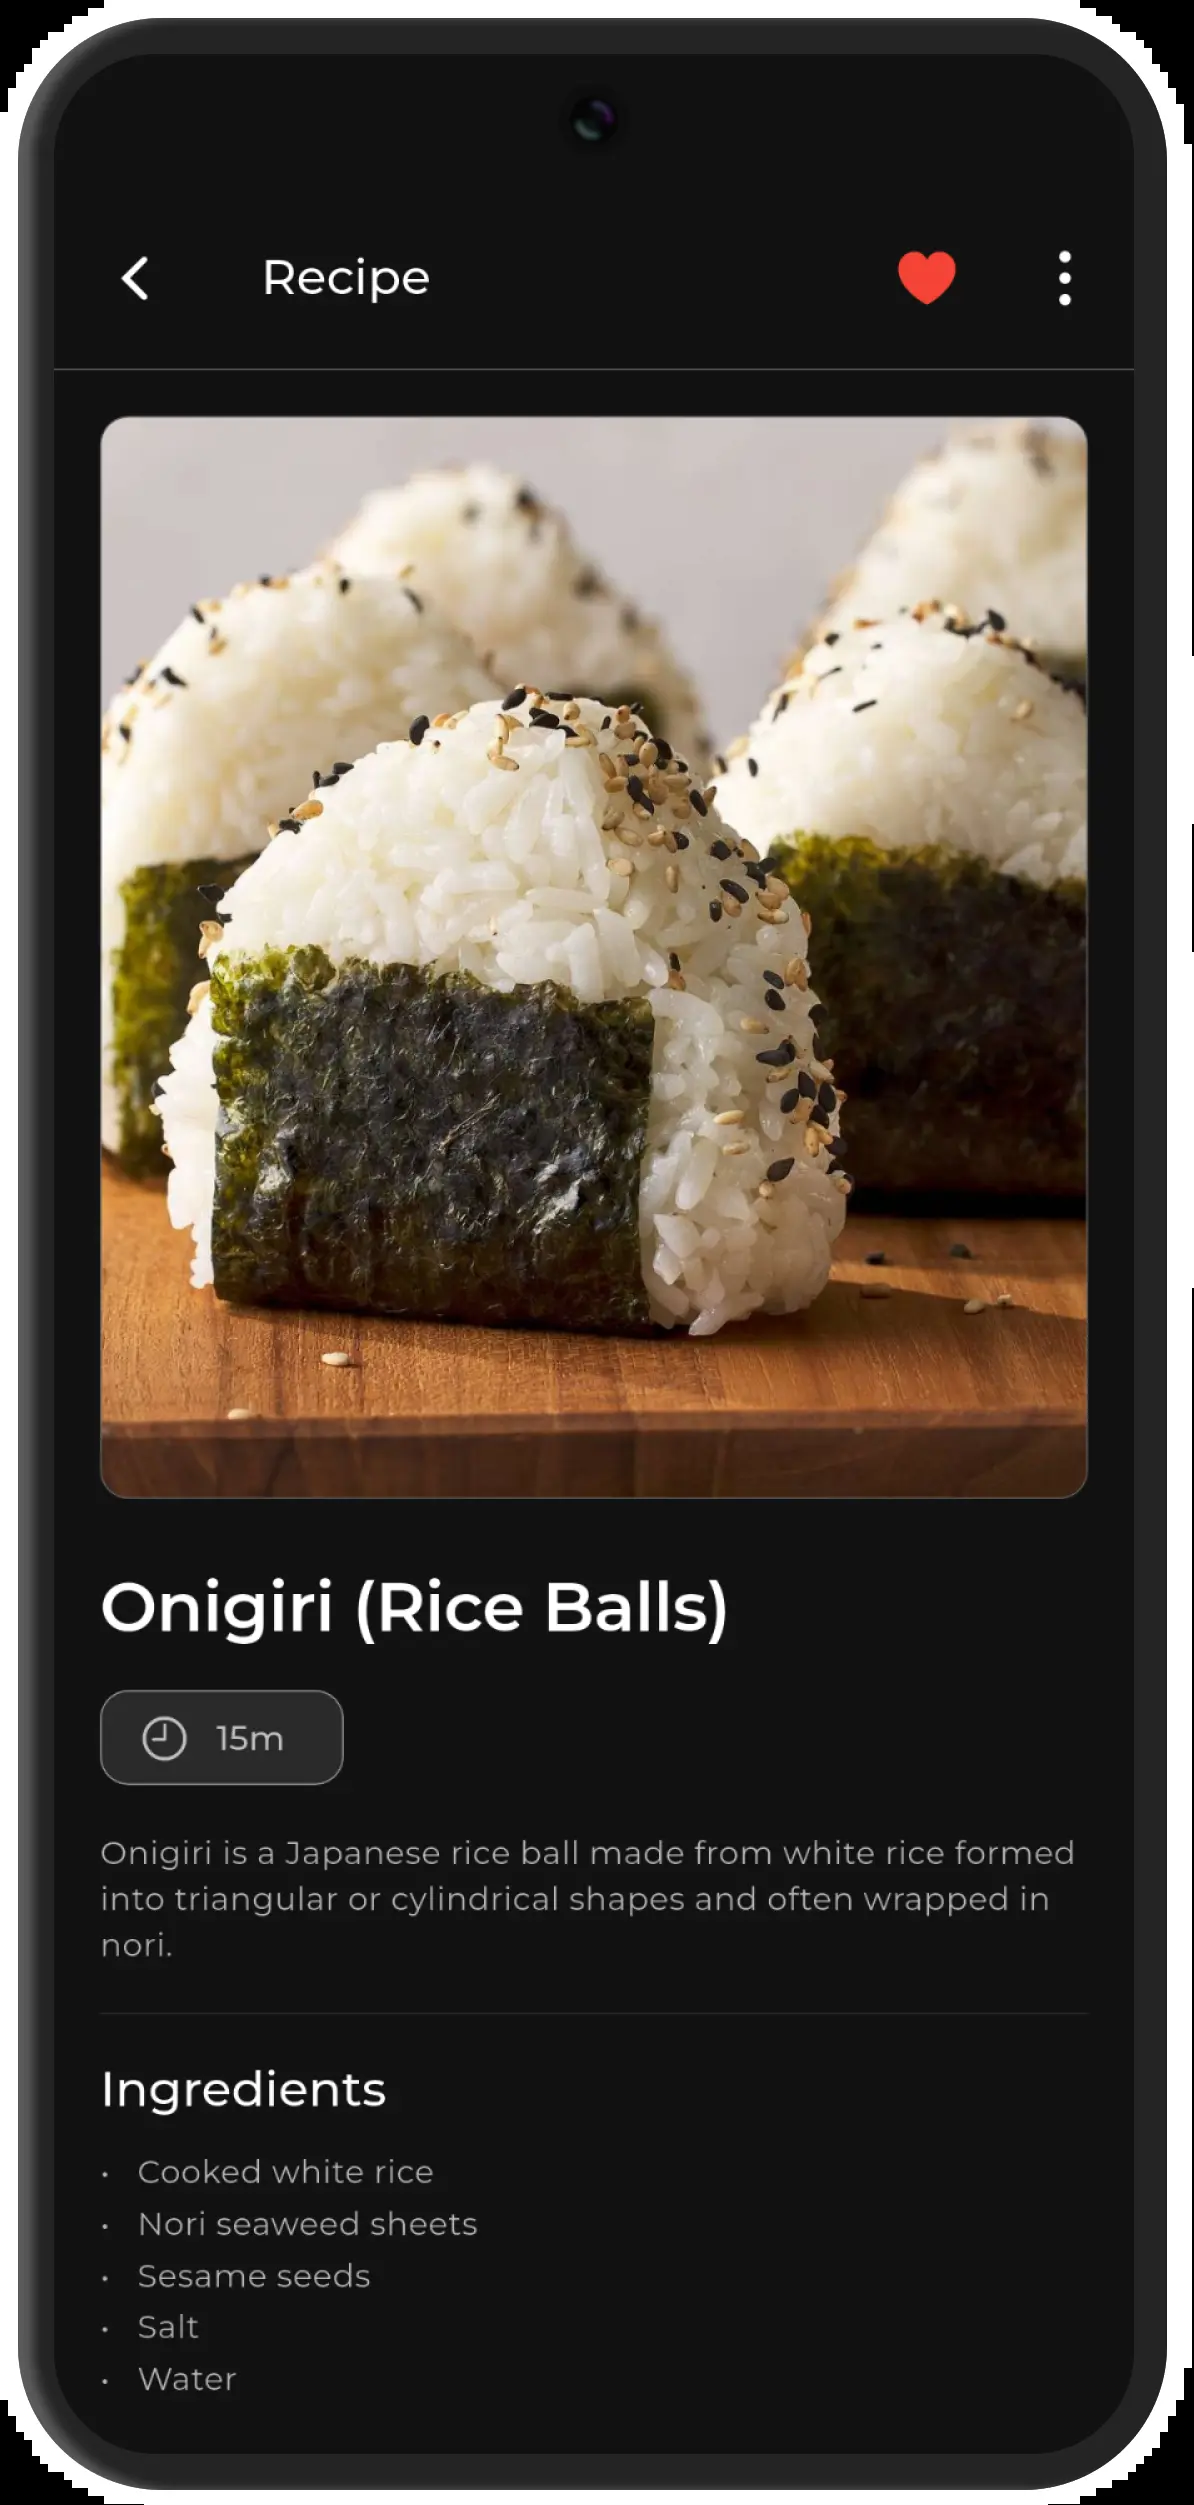 Recipe
Onigiri (Rice Balls)
15m
Onigiri is a Japanese rice ball made from white rice formed
into triangular or cylindrical shapes and often wrapped in
nori.
Ingredients
• Cooked white rice
• Nori seaweed sheets
• Sesame seeds
• Salt
• Water